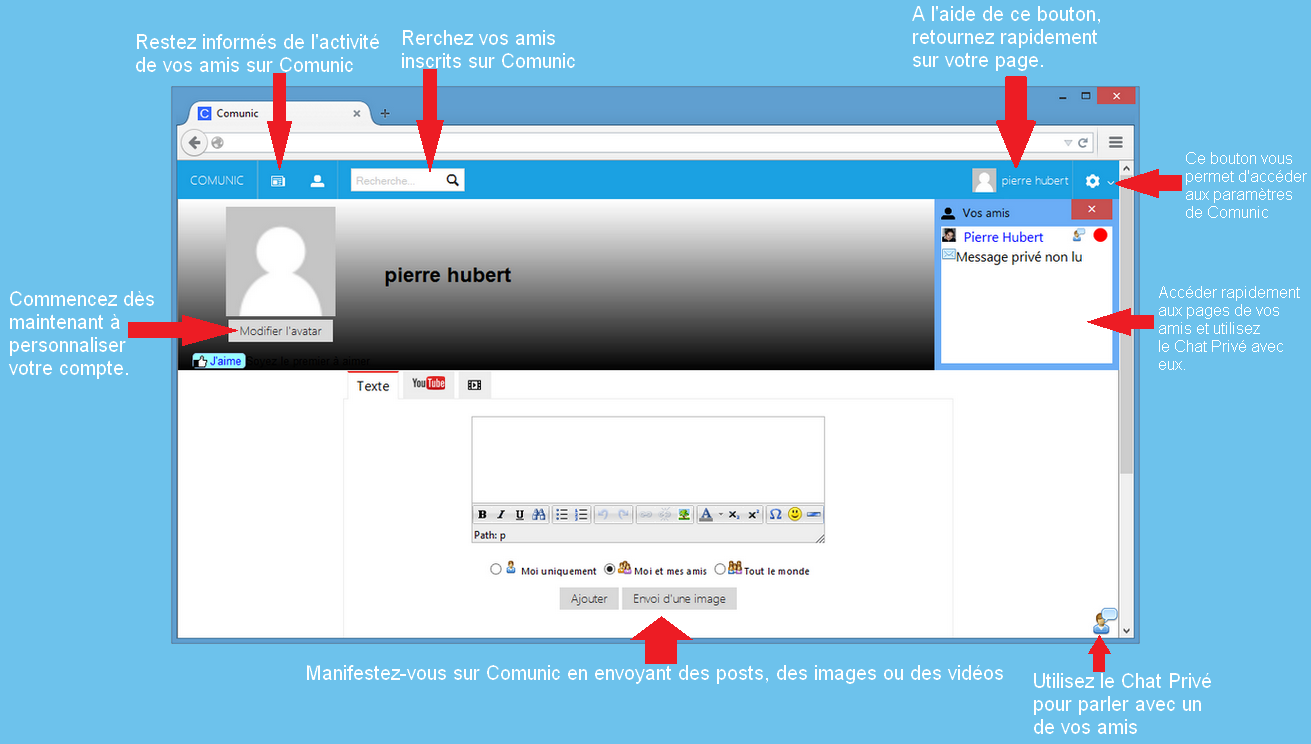 Restez informés de l'activité
de vos amis sur Comunic
Rerchez vos amis
inscrits sur Comunic
A l'aide de ce bouton,
retournez rapidement
sur votre page.
Comunic
COMUNIC
Recherche...
pierre hubert
Ce bouton vous
permet d'accéder
aux paramètres
de Comunic
Vos amis
Pierre Hubert
Message privé non lu
pierre hubert
Commencez dès
maintenant à
personnaliser
votre compte.
Modifier l'avatar
J'aime Soyez le premier à aimer
Accéder rapidement
aux pages de vos
amis et utilisez
le Chat Privé avec
eux.
Texte
YouTube
B I U
A x, x²
Ω
Path: p
Moi uniquement Moi et mes amis Tout le monde
Ajouter Envoi d'une image
Manifestez-vous sur Comunic en envoyant des posts, des images ou des vidéos
Utilisez le Chat Privé
pour parler avec un
de vos amis